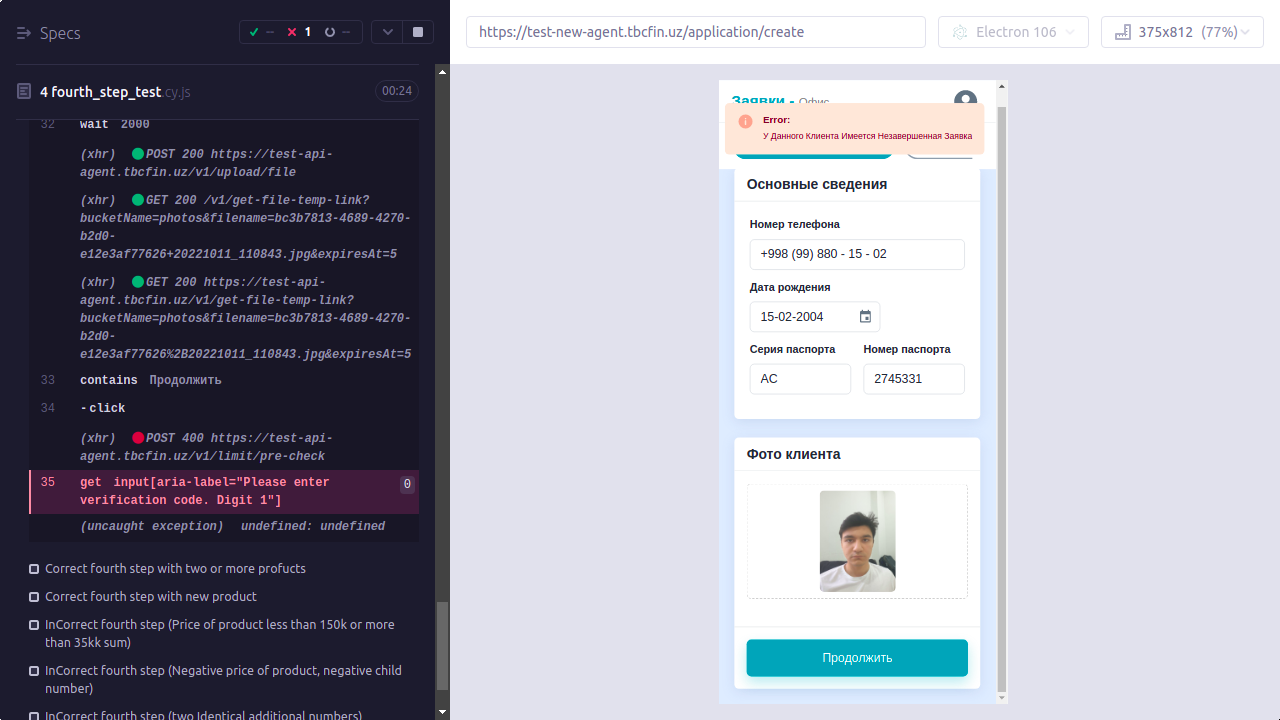 Specs
-- 1 --
https://test-new-agent.tbcfin.uz/application/create
Electron 106
375x812 (77%)
4 fourth_step_test.cy.js
00:24
32 wait 2000
(xhr) POST 200 https://test-api-
agent.tbcfin.uz/v1/upload/file
(xhr) GET 200 /v1/get-file-temp-link?
bucketName=photos&filename=bc3b7813-4689-4270-
b2d0-
e12e3af77626+20221011_110843.jpg&expiresAt=5
(xhr) GET 200 https://test-api-
agent.tbcfin.uz/v1/get-file-temp-link?
bucketName=photos&filename=bc3b7813-4689-4270-
b2d0-
e12e3af77626%2B20221011_110843.jpg&expiresAt=5
33 contains Продолжить
34 -click
(xhr) POST 400 https://test-api-
agent.tbcfin.uz/v1/limit/pre-check
35 get input[aria-label="Please enter
verification code. Digit 1"] 0
(uncaught exception) undefined: undefined
Correct fourth step with two or more profucts
Correct fourth step with new product
InCorrect fourth step (Price of product less than 150k or more
than 35kk sum)
InCorrect fourth step (Negative price of product, negative child
number)
InCorrect fourth step (two Identical additional numbers)
Заявки - Офис
Error:
У Данного Клиента Имеется Незавершенная Заявка
Основные сведения
Номер телефона
+998 (99) 880 - 15 - 02
Дата рождения
15-02-2004
Серия паспорта Номер паспорта
AC 2745331
Фото клиента
Продолжить